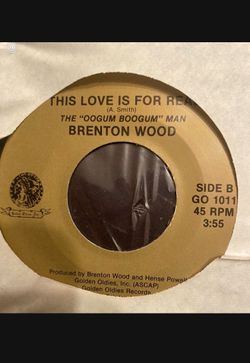 THIS LOVE IS FOR REA
(A. Smith)
THE "OOGUM BOOGUM" MAN
BRENTON WOOD
SIDE B
GO 1011
45 RPM
3:55
Produced by Brenton Wood and Hense Powell
Golden Oldies, Inc. (ASCAP)
Golden Oldies Records